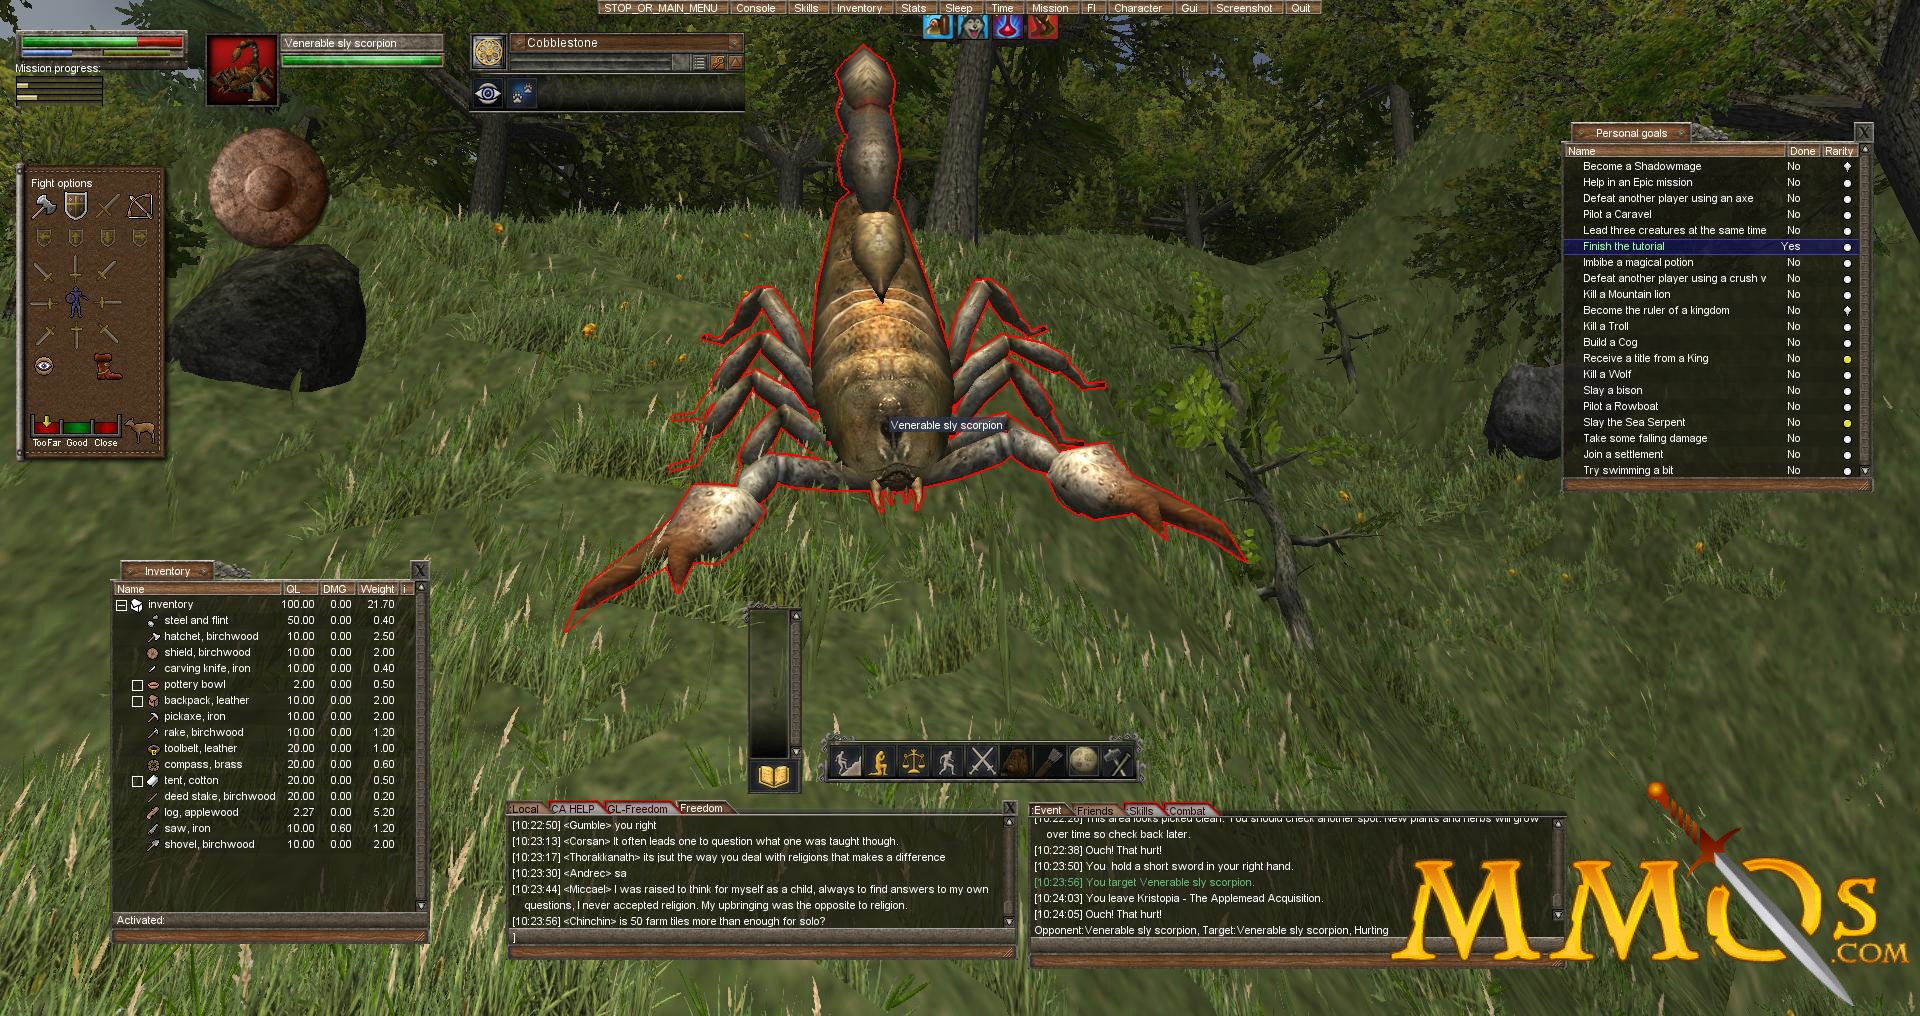 STOP_OR_MAIN_MENU Console Skills Inventory Stats Sleep Time Mission FI Character Gui Screenshot Quit
Venerable sly scorpion
Cobblestone
Mission progress:
Fight options
TooFar Good Close
Personal goals X
Name Done Rarity
Become a Shadowmage No
Help in an Epic mission No
Defeat another player using an axe No
Pilot a Caravel No
Lead three creatures at the same time No
Finish the tutorial Yes
Imbibe a magical potion No
Defeat another player using a crush v No
Kill a Mountain lion No
Become the ruler of a kingdom No
Kill a Troll No
Build a Cog No
Receive a title from a King No
Kill a Wolf No
Slay a bison No
Pilot a Rowboat No
Slay the Sea Serpent No
Take some falling damage No
Join a settlement No
Try swimming a bit No
Venerable sly scorpion
Inventory X
Name QL DMG Weight i
inventory 100.00 0.00 21.70
steel and flint 50.00 0.00 0.40
hatchet, birchwood 10.00 0.00 2.50
shield, birchwood 10.00 0.00 2.00
carving knife, iron 10.00 0.00 0.40
pottery bowl 2.00 0.00 0.50
backpack, leather 10.00 0.00 2.00
pickaxe, iron 10.00 0.00 2.00
rake, birchwood 10.00 0.00 1.20
toolbelt, leather 20.00 0.00 1.00
compass, brass 20.00 0.00 0.60
tent, cotton 20.00 0.00 0.50
deed stake, birchwood 20.00 0.00 0.20
log, applewood 2.27 0.00 5.20
saw, iron 10.00 0.60 1.20
shovel, birchwood 10.00 0.00 2.00
Activated:
:Local CA HELP GL-Freedom Freedom X
[10:22:50] <Gumble> you right
[10:23:13] <Corsan> It often leads one to question what one was taught though.
[10:23:17] <Thorakkanath> its jsut the way you deal with religions that makes a difference
[10:23:30] <Andrec> sa
[10:23:44] <Miccael> I was raised to think for myself as a child, always to find answers to my own
questions, I never accepted religion. My upbringing was the opposite to religion.
[10:23:56] <Chinchin> is 50 farm tiles more than enough for solo?
]
:Event :Friends :Skills :Combat
[10:22:26] This area looks picked clean. You should check another spot. New plants and herbs will grow
over time so check back later.
[10:22:38] Ouch! That hurt!
[10:23:50] You hold a short sword in your right hand.
[10:23:56] You target Venerable sly scorpion.
[10:24:03] You leave Kristopia - The Applemead Acquisition.
[10:24:05] Ouch! That hurt!
Opponent:Venerable sly scorpion, Target:Venerable sly scorpion, Hurting
MMOs
.COM